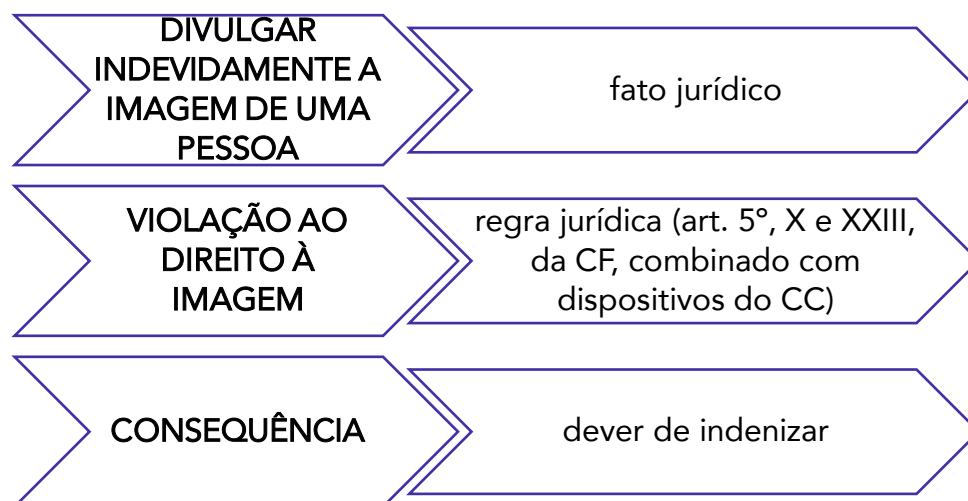 DIVULGAR
INDEVIDAMENTE A
IMAGEM DE UMA
PESSOA
fato jurídico
VIOLAÇÃO AO
DIREITO À
IMAGEM
regra jurídica (art. 5º, X e XXIII,
da CF, combinado com
dispositivos do CC)
CONSEQUÊNCIA
dever de indenizar